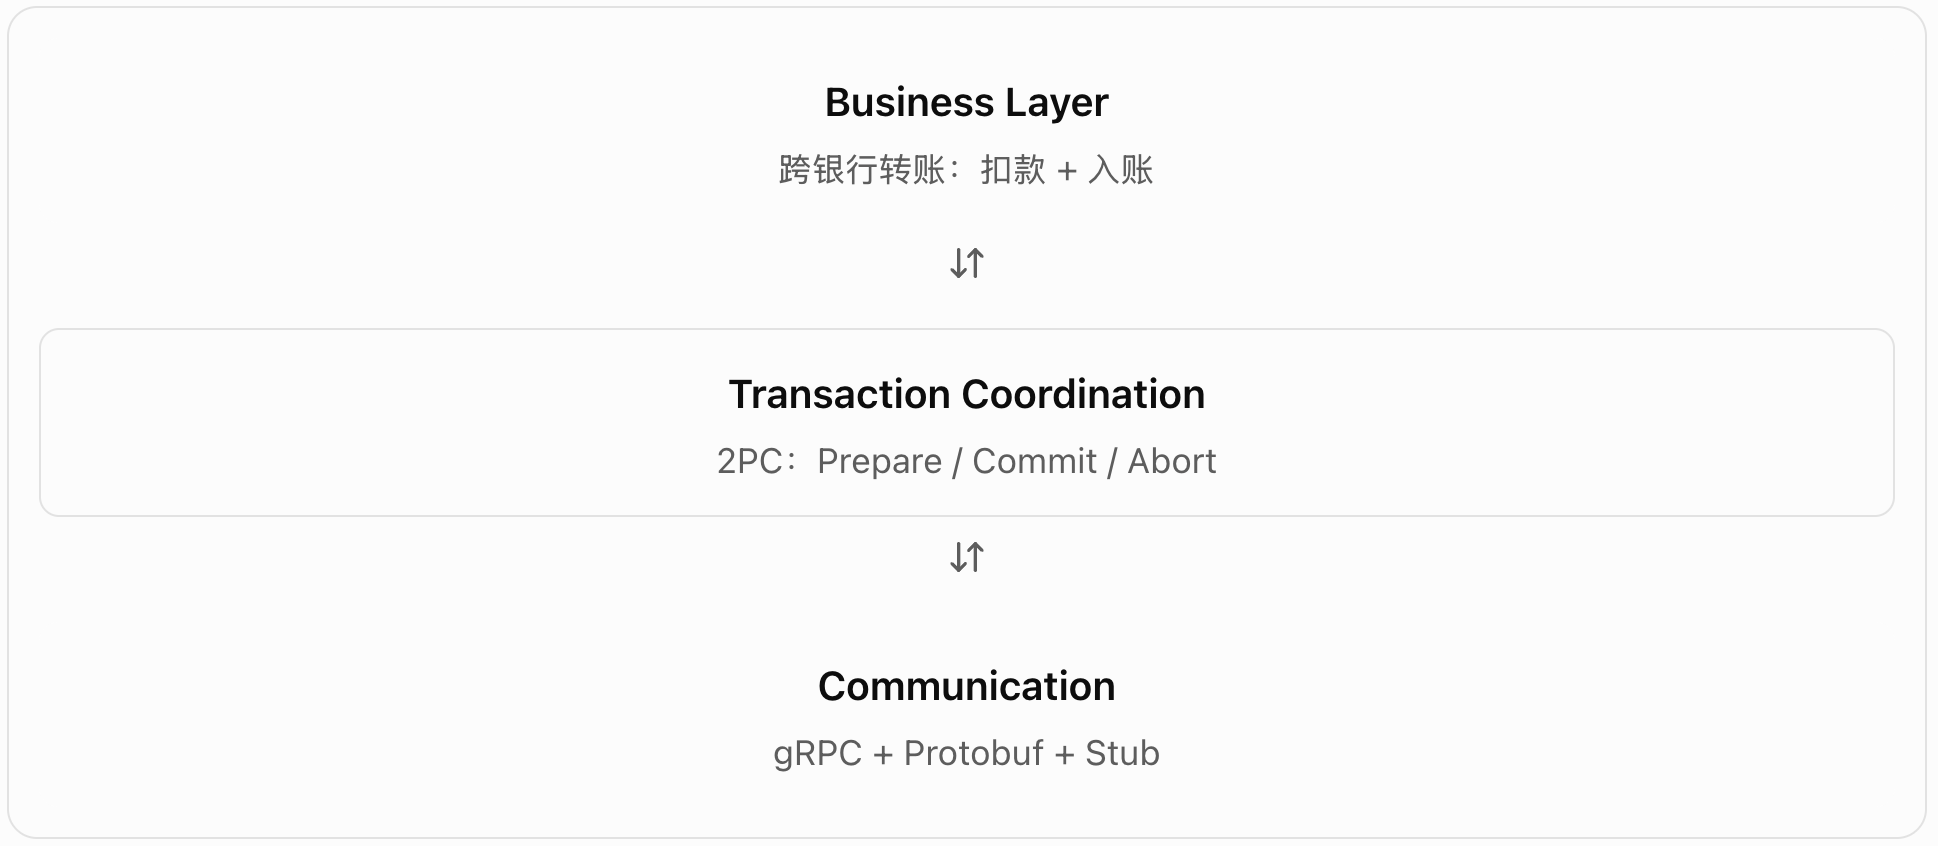 Business Layer
跨银行转账：扣款 + 入账
Transaction Coordination
2PC：Prepare / Commit / Abort
Communication
gRPC + Protobuf + Stub